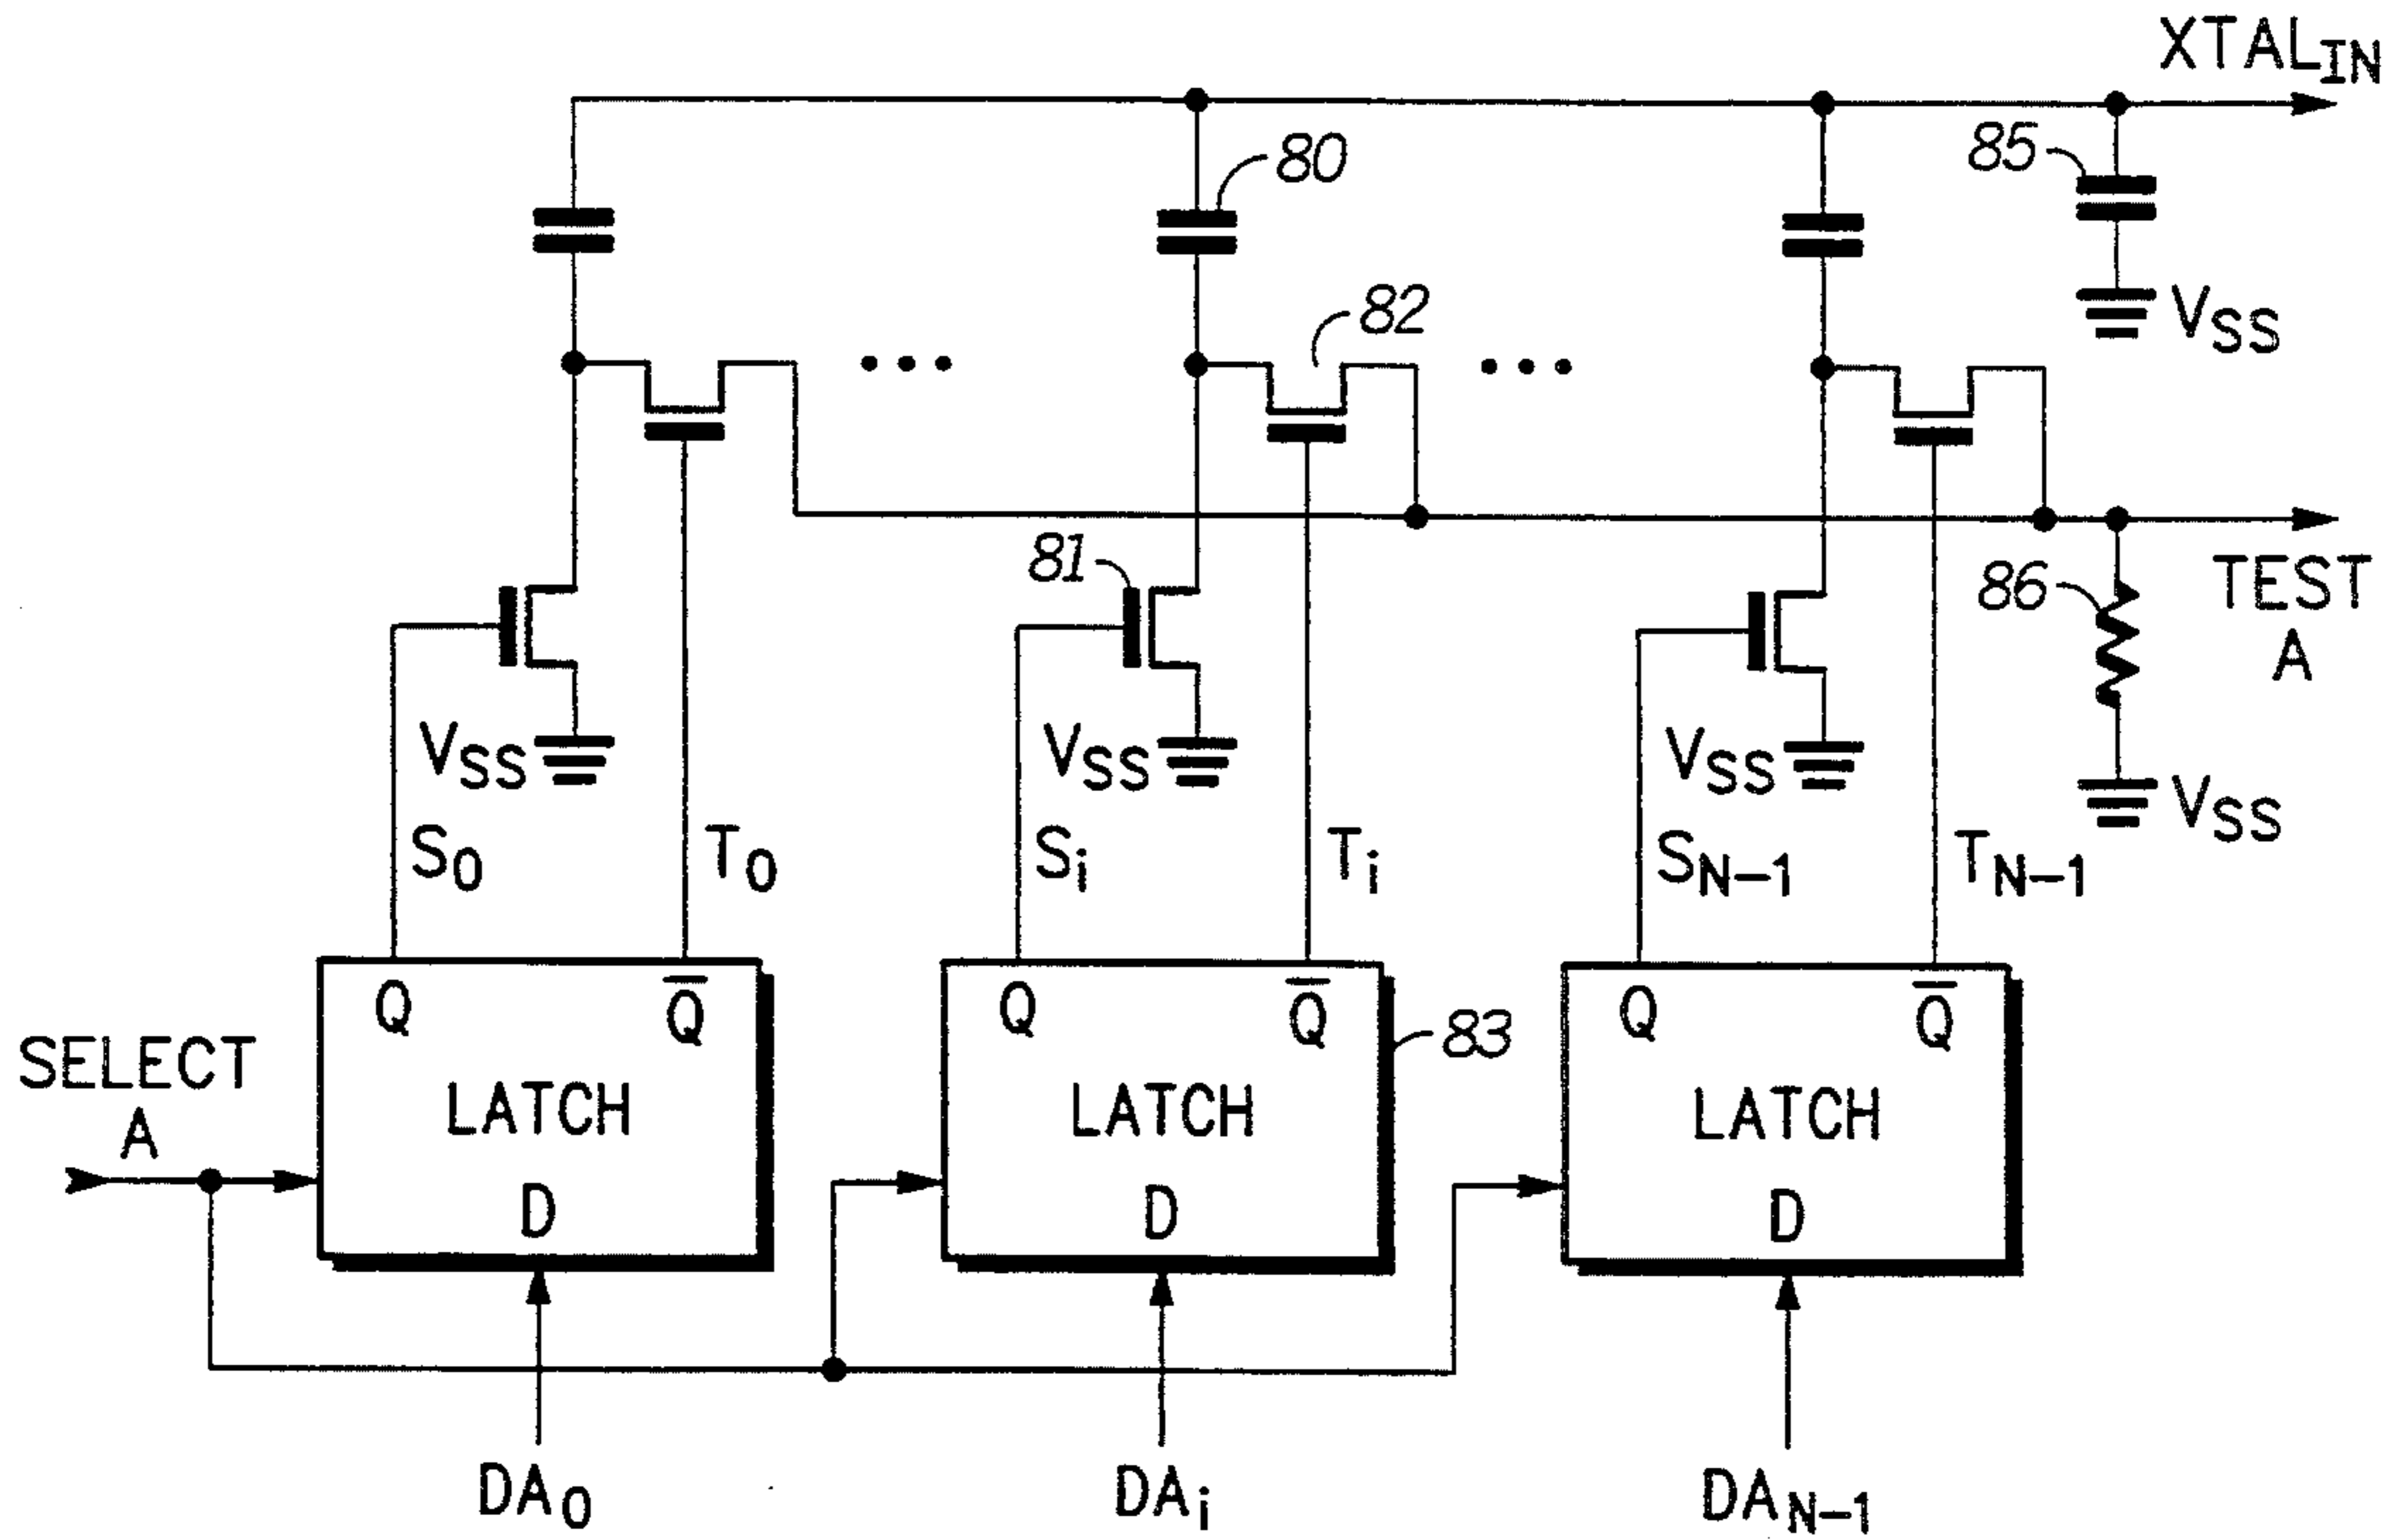 XTAL_IN
80
85
82
V_SS
81
86
TEST
A
V_SS
V_SS
V_SS
V_SS
S_0
T_0
S_i
T_i
S_N-1
T_N-1
Q
Q̅
Q
Q̅
Q
Q̅
83
SELECT
A
LATCH
LATCH
LATCH
D
D
D
DA_0
DA_i
DA_N-1